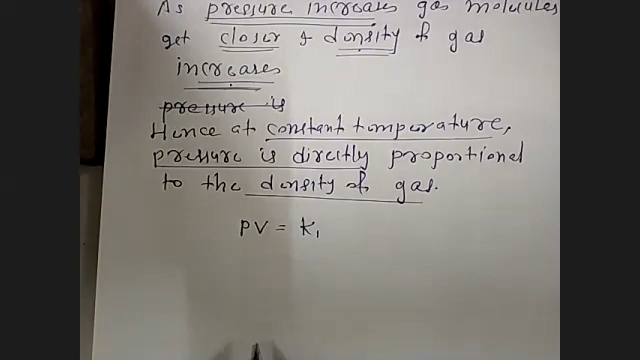 As pressure increases gas molecules
get closer & density of gas
increases
pressure is
Hence at constant temperature,
pressure is directly proportional
to the density of gas.
PV = K1